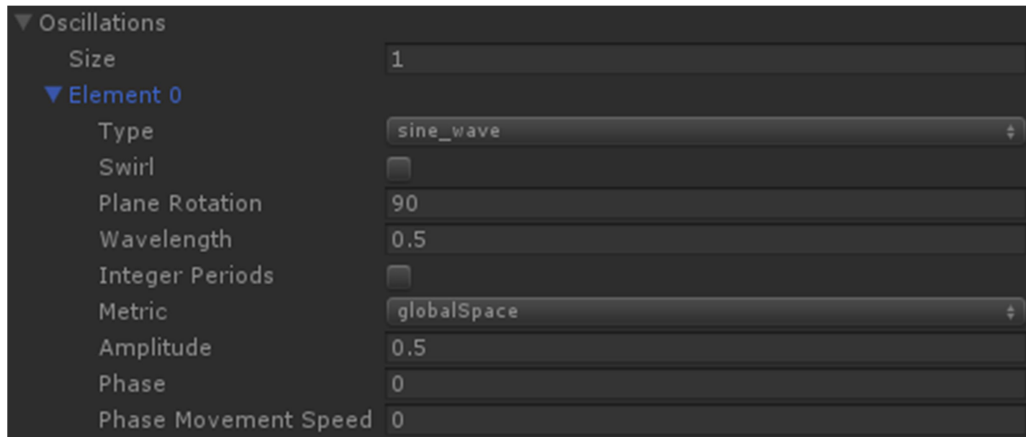 Oscillations
Size 1
Element 0
Type sine_wave
Swirl
Plane Rotation 90
Wavelength 0.5
Integer Periods
Metric globalSpace
Amplitude 0.5
Phase 0
Phase Movement Speed 0